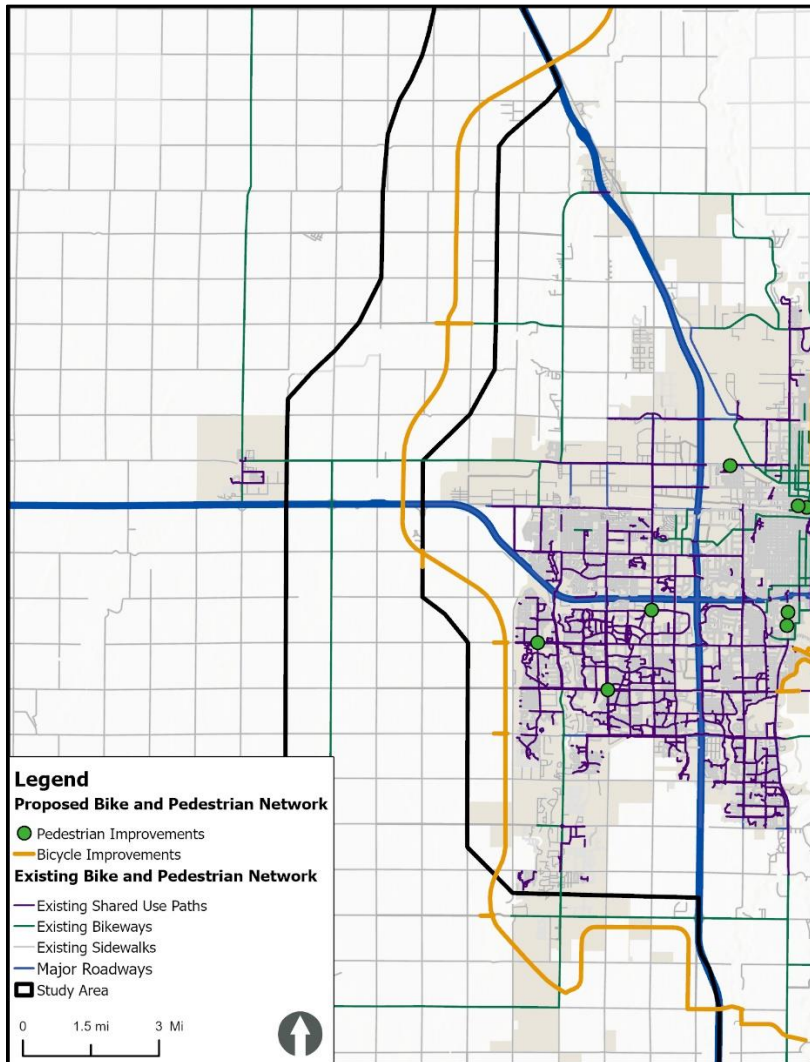 Legend
Proposed Bike and Pedestrian Network
Pedestrian Improvements
Bicycle Improvements
Existing Bike and Pedestrian Network
Existing Shared Use Paths
Existing Bikeways
Existing Sidewalks
Major Roadways
Study Area
0 1.5 mi 3 Mi